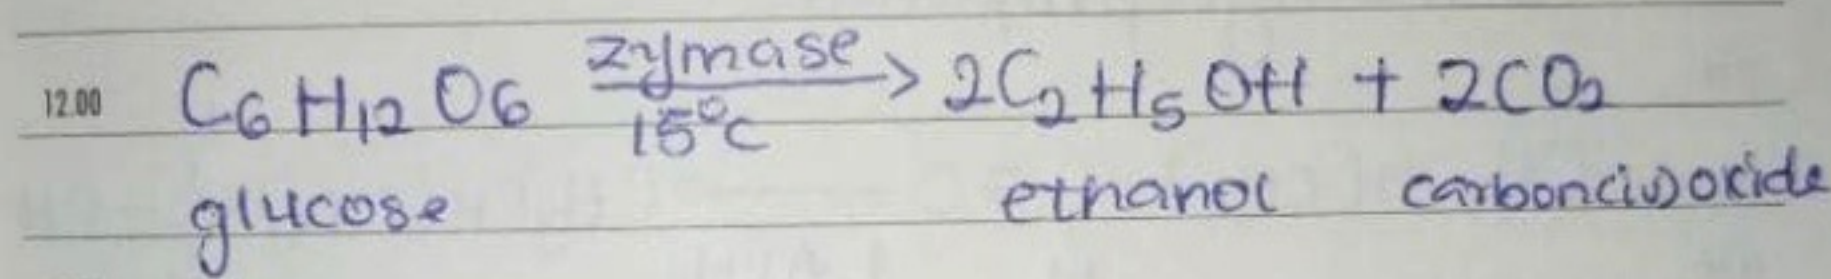 zymase
12.00 C6H12O6 → 2C2H5OH + 2CO2
15°C
glucose ethanol carbon(iv)oxide